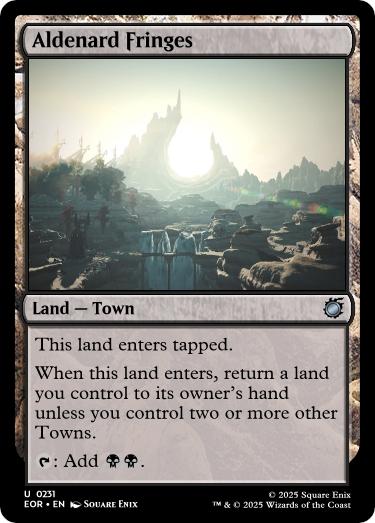 Aldenard Fringes
Land — Town
This land enters tapped.
When this land enters, return a land
you control to its owner's hand
unless you control two or more other
Towns.
: Add .
U 0231
EOR • EN SQUARE ENIX
© 2025 Square Enix
™ & © 2025 Wizards of the Coast